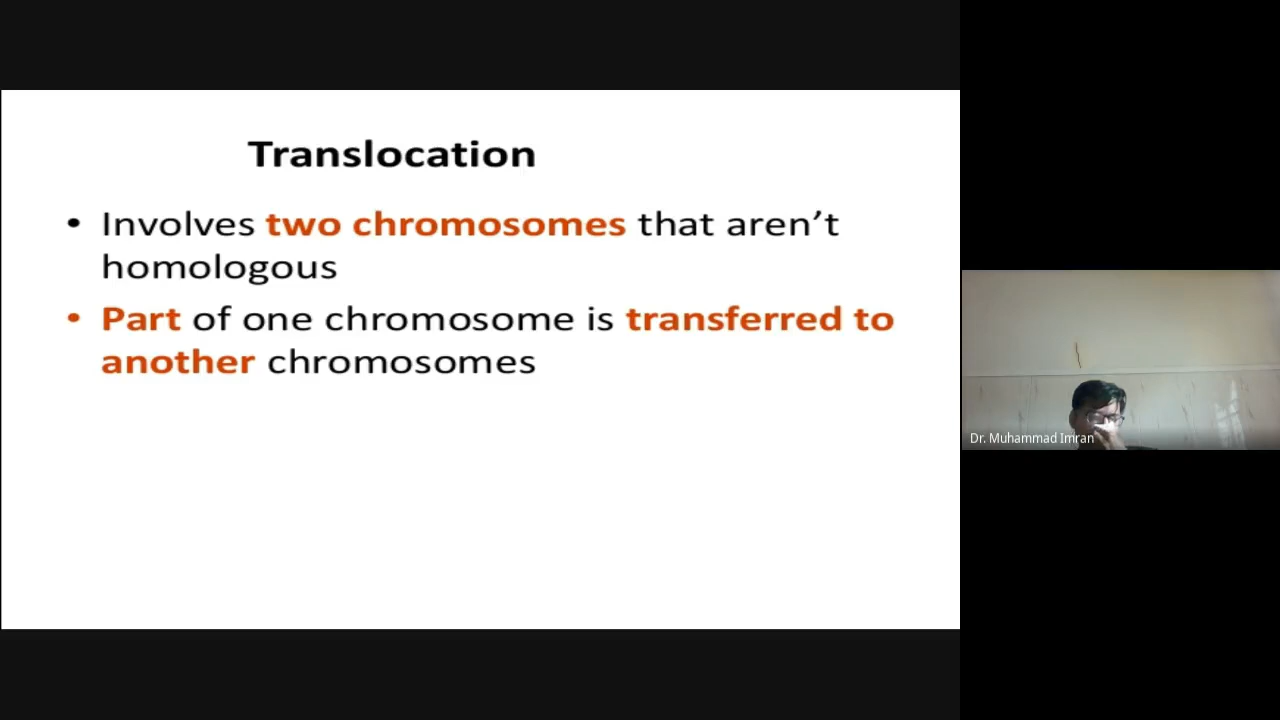 Translocation
• Involves two chromosomes that aren’t
homologous
• Part of one chromosome is transferred to
another chromosomes
Dr. Muhammad Imran